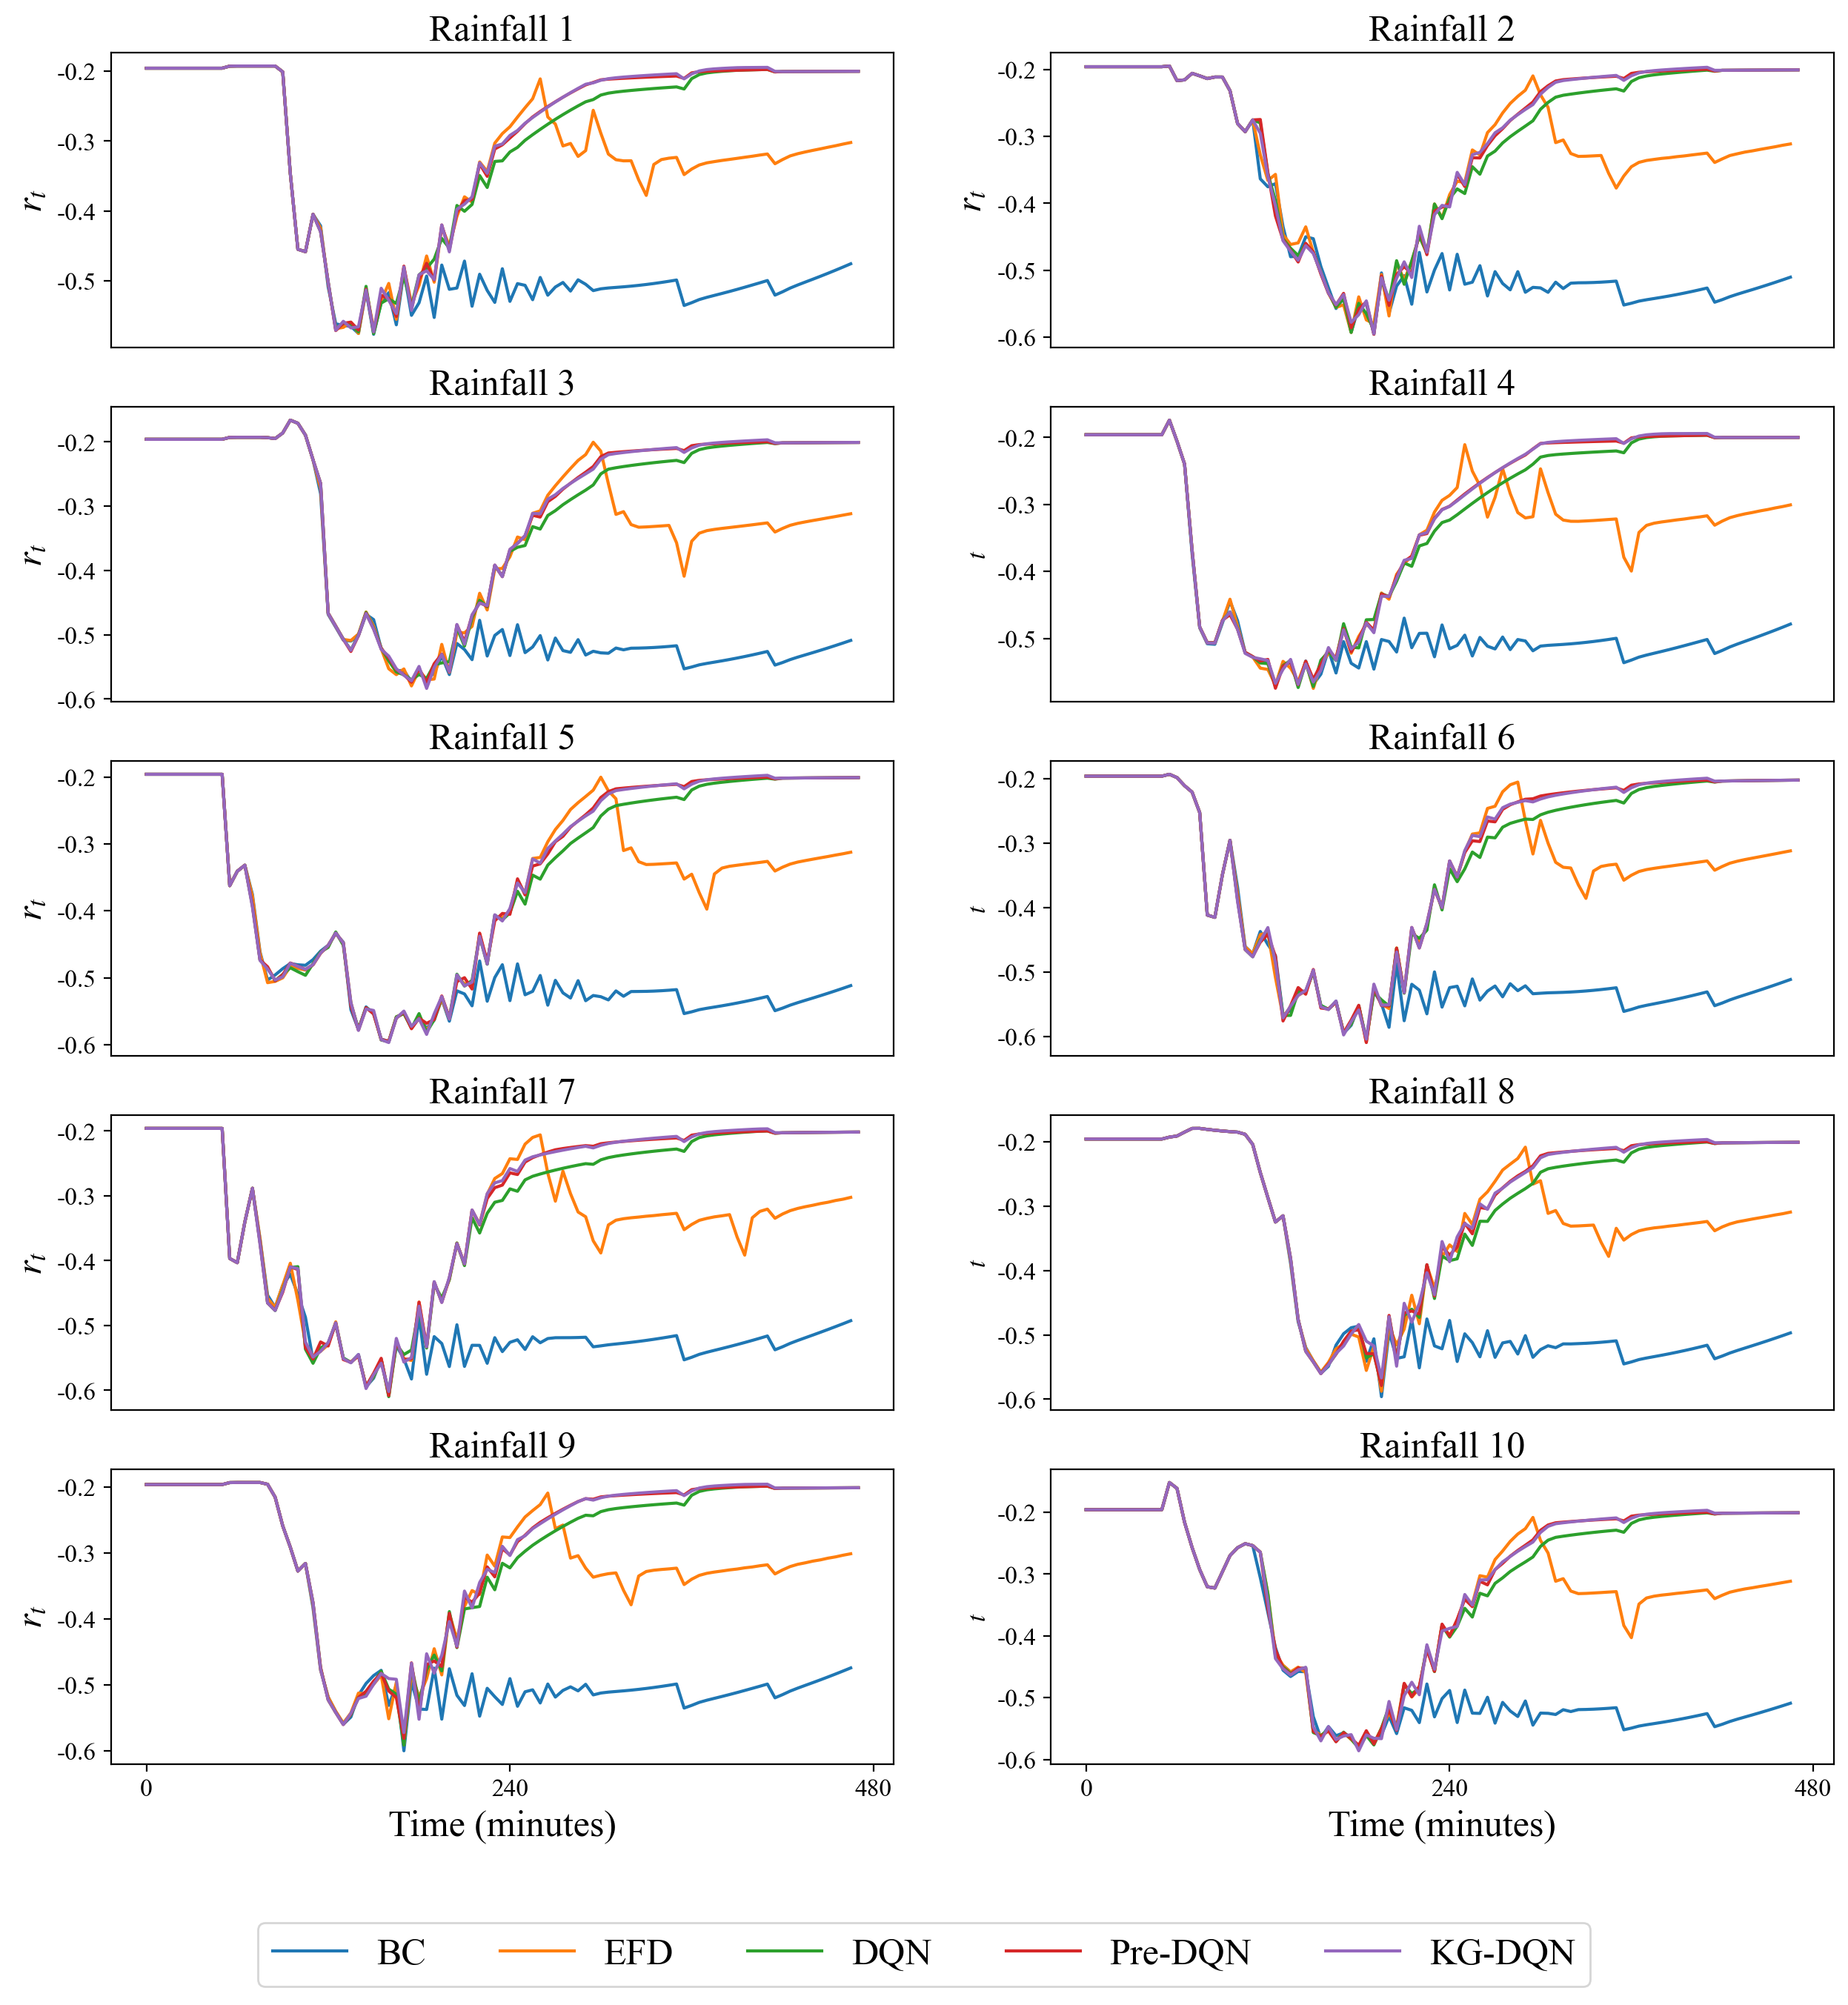 Rainfall 1
Rainfall 2
-0.2
-0.3
-0.4
-0.5
r_t
-0.2
-0.3
-0.4
-0.5
-0.6
r_t
Rainfall 3
Rainfall 4
-0.2
-0.3
-0.4
-0.5
-0.6
r_t
-0.2
-0.3
-0.4
-0.5
t
Rainfall 5
Rainfall 6
-0.2
-0.3
-0.4
-0.5
-0.6
r_t
-0.2
-0.3
-0.4
-0.5
-0.6
t
Rainfall 7
Rainfall 8
-0.2
-0.3
-0.4
-0.5
-0.6
r_t
-0.2
-0.3
-0.4
-0.5
-0.6
t
Rainfall 9
Rainfall 10
-0.2
-0.3
-0.4
-0.5
-0.6
r_t
-0.2
-0.3
-0.4
-0.5
-0.6
t
0 240 480
0 240 480
Time (minutes)
Time (minutes)
BC EFD DQN Pre-DQN KG-DQN